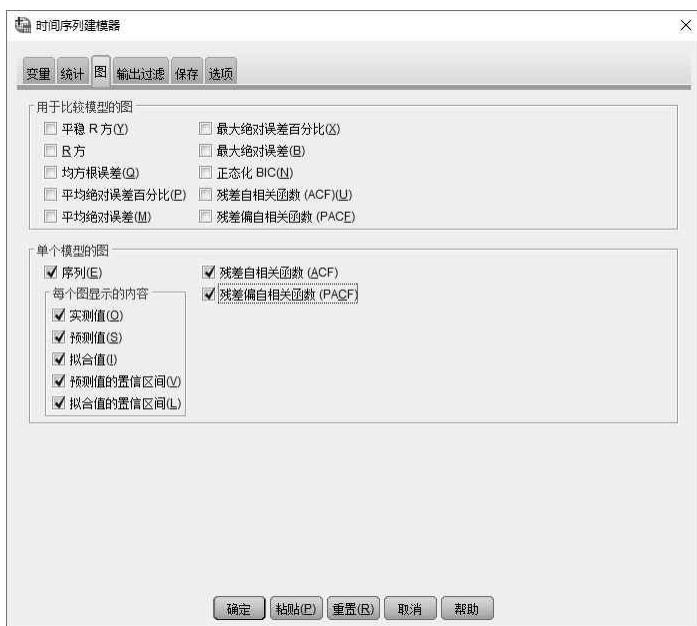 时间序列建模器
变量 统计 图 输出过滤 保存 选项
用于比较模型的图
平稳 R 方(Y) 最大绝对误差百分比(X)
R 方 最大绝对误差(B)
均方根误差(Q) 正态化 BIC(N)
平均绝对误差百分比(P) 残差自相关函数 (ACF)(U)
平均绝对误差(M) 残差偏自相关函数 (PACF)
单个模型的图
序列(E) 残差自相关函数 (ACF)
每个图显示的内容 残差偏自相关函数 (PACF)
实测值(O)
预测值(S)
拟合值(I)
预测值的置信区间(V)
拟合值的置信区间(L)
确定 粘贴(P) 重置(R) 取消 帮助